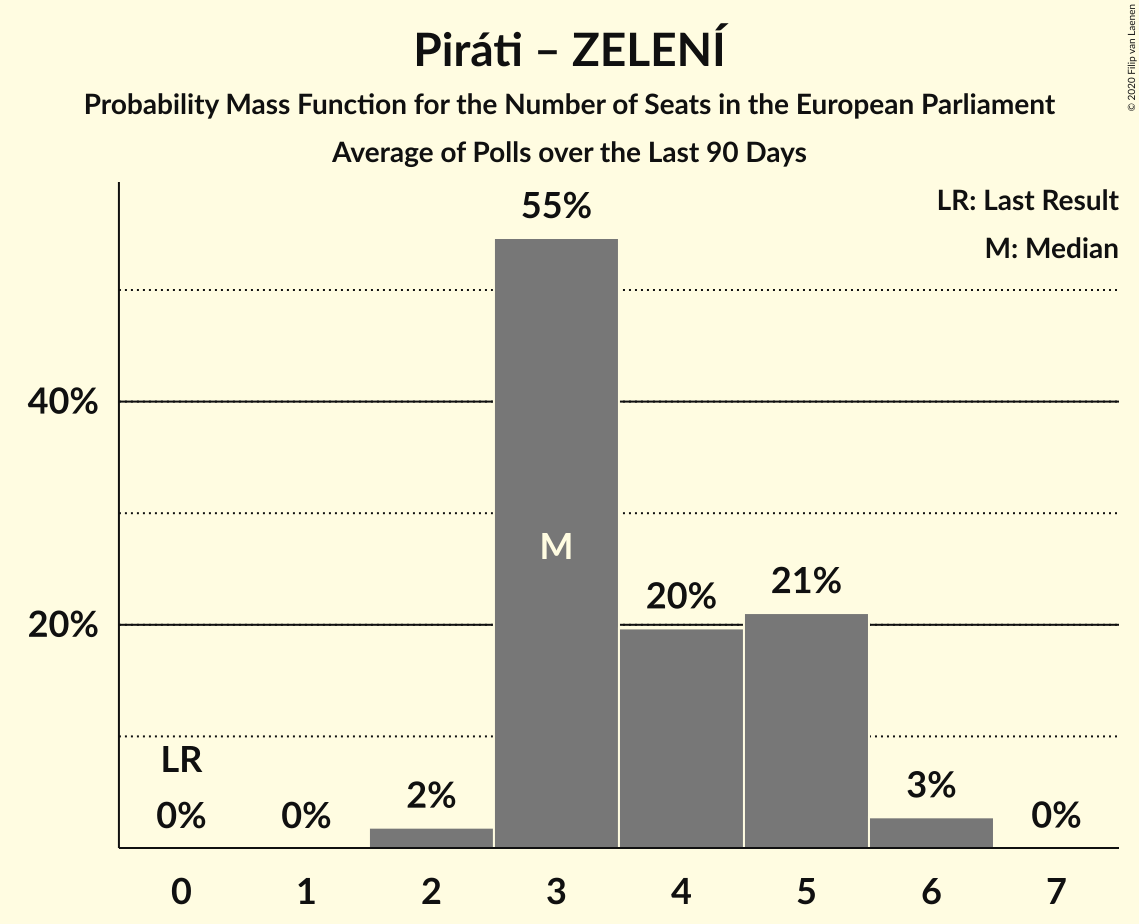 Piráti – ZELENÍ
Probability Mass Function for the Number of Seats in the European Parliament
Average of Polls over the Last 90 Days
© 2020 Filip van Laenen
LR: Last Result
M: Median
55%
40%
M
21%
20%
20%
LR
3%
2%
0% 0% 0%
0 1 2 3 4 5 6 7